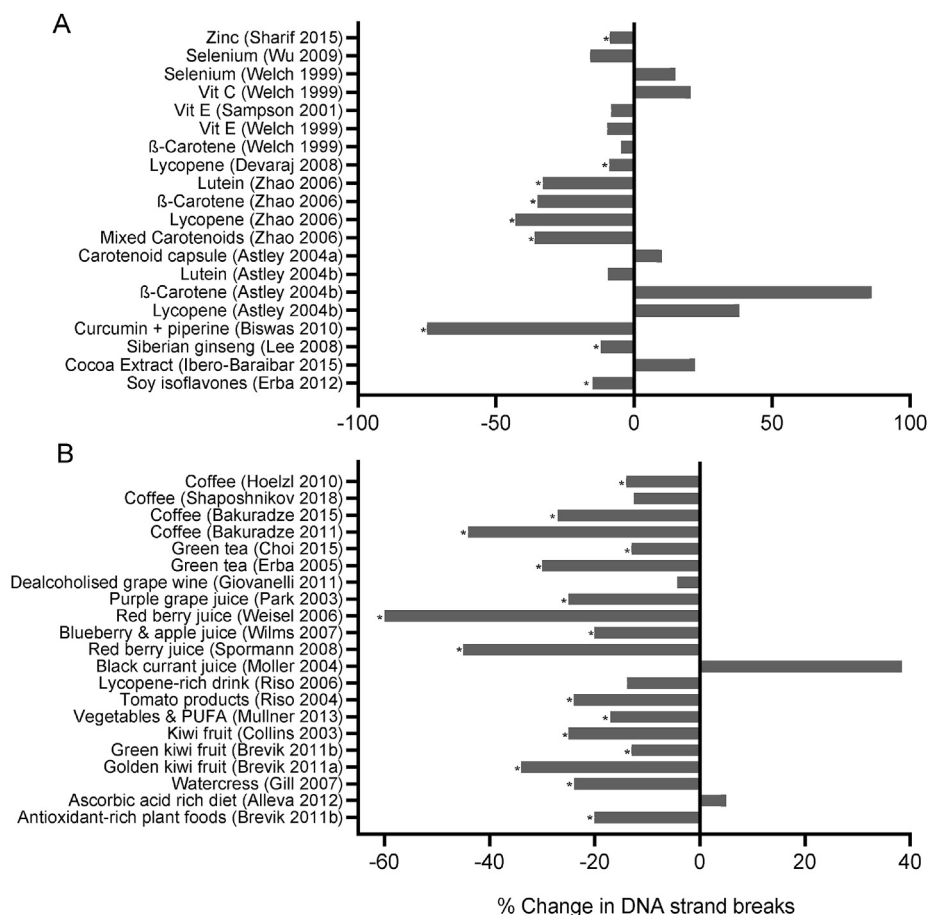 A
Zinc (Sharif 2015)
*
Selenium (Wu 2009)
Selenium (Welch 1999)
Vit C (Welch 1999)
Vit E (Sampson 2001)
Vit E (Welch 1999)
ß-Carotene (Welch 1999)
Lycopene (Devaraj 2008)
*
Lutein (Zhao 2006)
*
ß-Carotene (Zhao 2006)
*
Lycopene (Zhao 2006)
*
Mixed Carotenoids (Zhao 2006)
*
Carotenoid capsule (Astley 2004a)
Lutein (Astley 2004b)
ß-Carotene (Astley 2004b)
Lycopene (Astley 2004b)
Curcumin + piperine (Biswas 2010)
*
Siberian ginseng (Lee 2008)
*
Cocoa Extract (Ibero-Baraibar 2015)
Soy isoflavones (Erba 2012)
*
-100 -50 0 50 100
B
Coffee (Hoelzl 2010)
*
Coffee (Shaposhnikov 2018)
Coffee (Bakuradze 2015)
*
Coffee (Bakuradze 2011)
*
Green tea (Choi 2015)
*
Green tea (Erba 2005)
*
Dealcoholised grape wine (Giovanelli 2011)
Purple grape juice (Park 2003)
*
Red berry juice (Weisel 2006)
*
Blueberry & apple juice (Wilms 2007)
*
Red berry juice (Spormann 2008)
*
Black currant juice (Moller 2004)
Lycopene-rich drink (Riso 2006)
Tomato products (Riso 2004)
*
Vegetables & PUFA (Mullner 2013)
*
Kiwi fruit (Collins 2003)
*
Green kiwi fruit (Brevik 2011b)
*
Golden kiwi fruit (Brevik 2011a)
*
Watercress (Gill 2007)
*
Ascorbic acid rich diet (Alleva 2012)
Antioxidant-rich plant foods (Brevik 2011b)
*
-60 -40 -20 0 20 40
% Change in DNA strand breaks